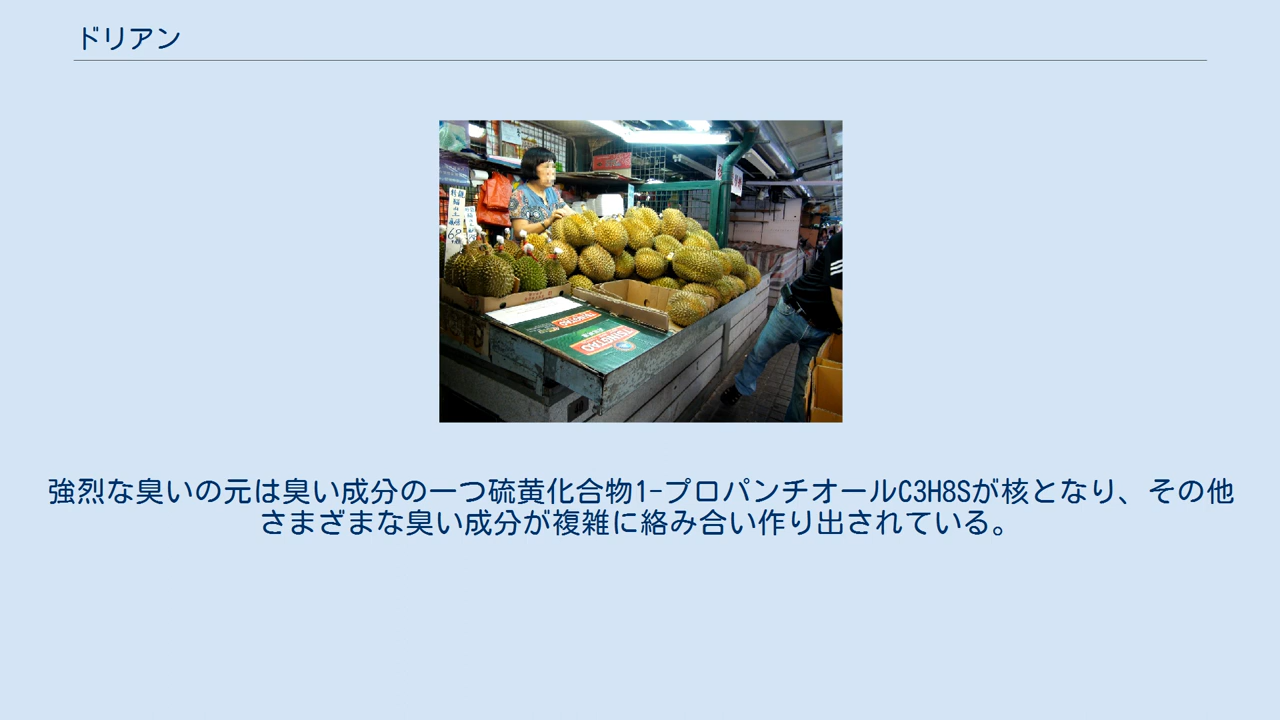 ドリアン
強烈な臭いの元は臭い成分の一つ硫黄化合物1-プロパンチオールC3H8Sが核となり、その他
さまざまな臭い成分が複雑に絡み合い作り出されている。